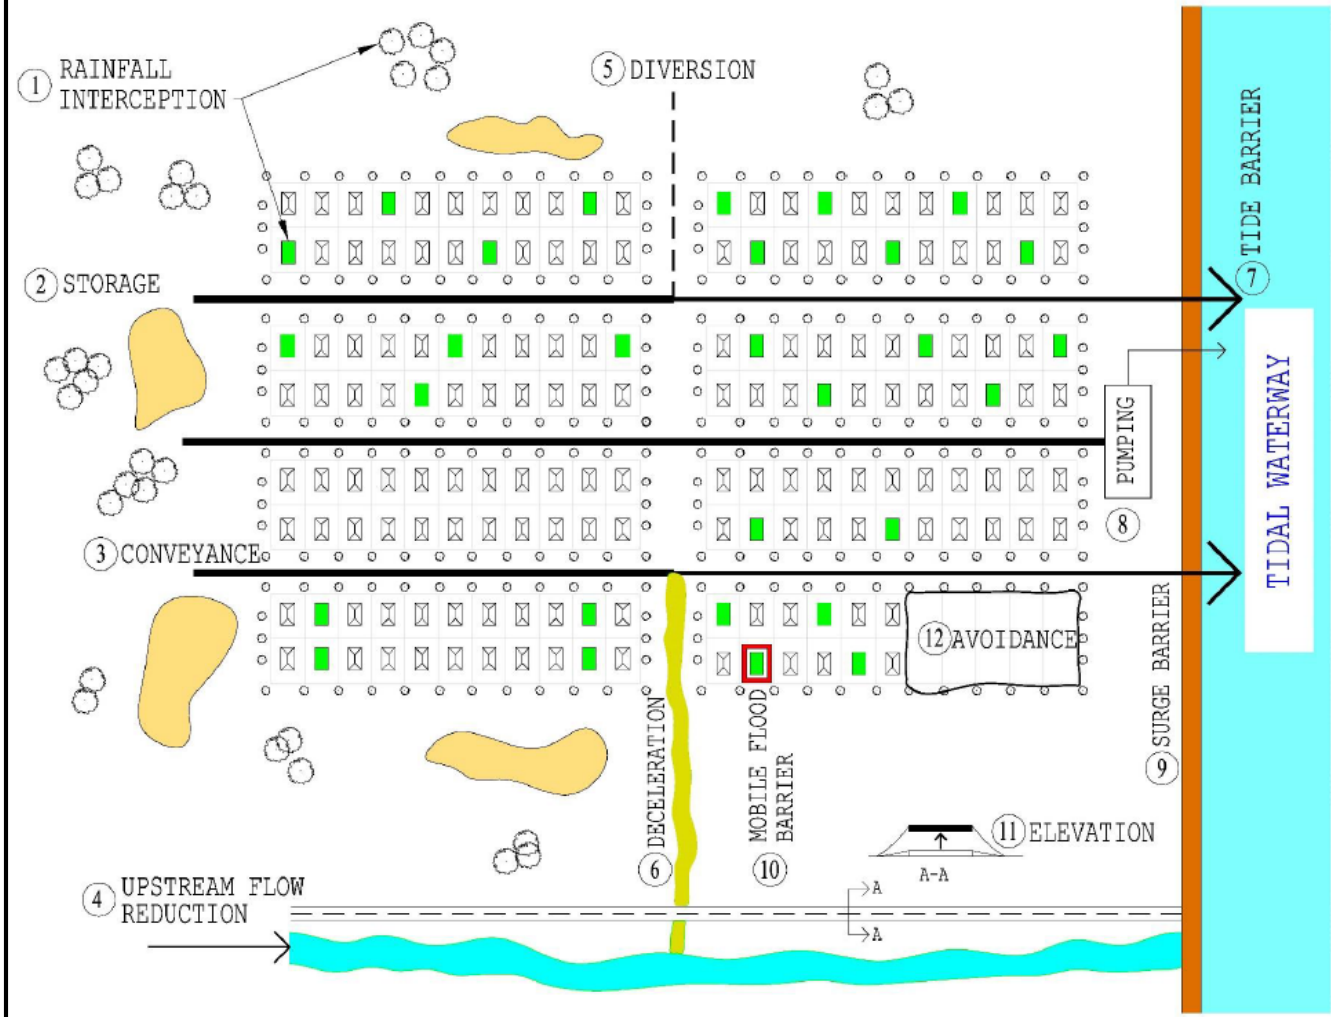 ① RAINFALL
INTERCEPTION
② STORAGE
③ CONVEYANCE
④ UPSTREAM FLOW
REDUCTION
⑤ DIVERSION
⑥ DECELERATION
⑦ TIDE BARRIER
PUMPING
⑧
⑨ SURGE BARRIER
⑩ MOBILE FLOOD
BARRIER
⑪ ELEVATION
A-A
A
A
⑫ AVOIDANCE
TIDAL WATERWAY